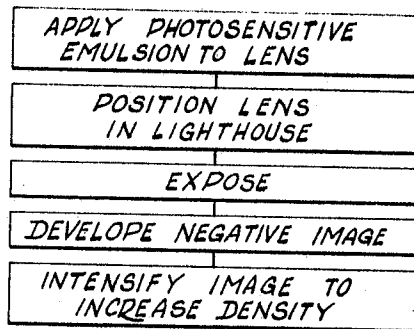 APPLY PHOTOSENSITIVE
EMULSION TO LENS
POSITION LENS
IN LIGHTHOUSE
EXPOSE
DEVELOPE NEGATIVE IMAGE
INTENSIFY IMAGE TO
INCREASE DENSITY